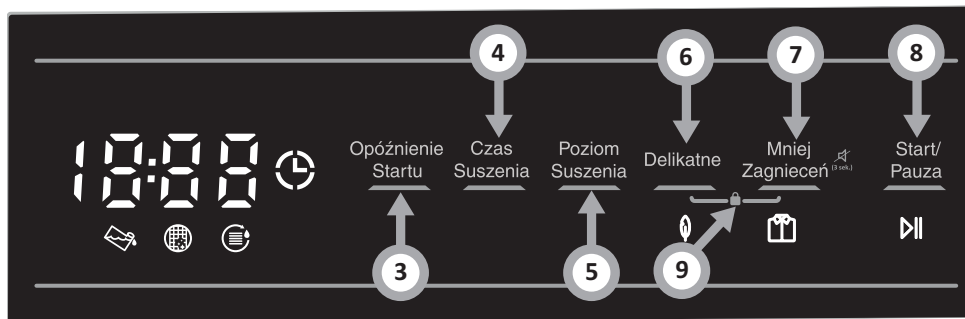 4
6
7
8
18:88
Opóźnienie
Startu
Czas
Suszenia
Poziom
Suszenia
Delikatne
Mniej
Zagnieceń
(3 sek.)
Start/
Pauza
3
5
9